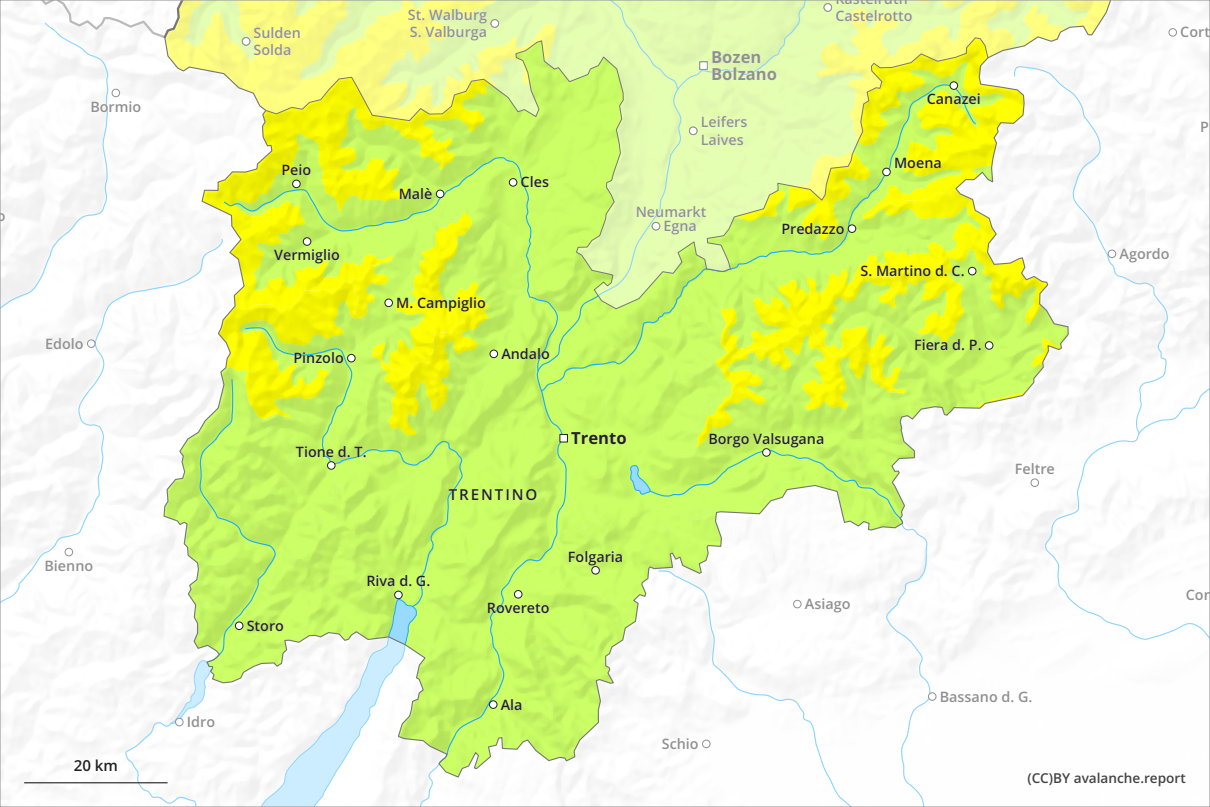 St. Walburg
S. Valburga
Kastelruth
Castelrotto
Sulden
Solda
Cort
Bozen
Bolzano
Bormio
Canazei
Leifers
Laives
P
Peio
Moena
Malè
Cles
Neumarkt
Egna
Predazzo
Vermiglio
Agordo
S. Martino d. C.
M. Campiglio
Edolo
Fiera d. P.
Pinzolo
Andalo
Trento
Borgo Valsugana
Tione d. T.
Feltre
TRENTINO
Bienno
Folgaria
Riva d. G.
Cor
Asiago
Rovereto
Storo
Bassano d. G.
Ala
Idro
Schio
20 km
(CC)BY avalanche.report